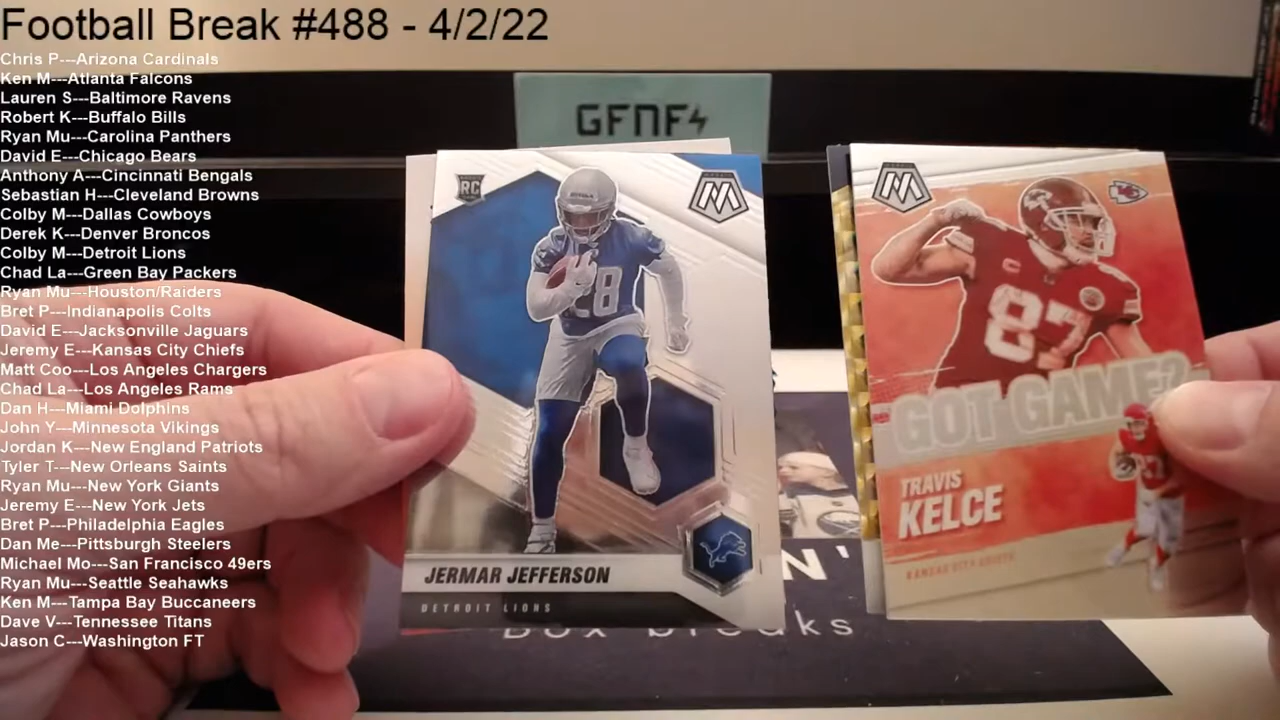 Football Break #488 - 4/2/22
Chris P---Arizona Cardinals
Ken M---Atlanta Falcons
Lauren S---Baltimore Ravens
Robert K---Buffalo Bills
Ryan Mu---Carolina Panthers
David E---Chicago Bears
Anthony A---Cincinnati Bengals
Sebastian H---Cleveland Browns
Colby M---Dallas Cowboys
Derek K---Denver Broncos
Colby M---Detroit Lions
Chad La---Green Bay Packers
Ryan Mu---Houston/Raiders
Bret P---Indianapolis Colts
David E---Jacksonville Jaguars
Jeremy E---Kansas City Chiefs
Matt Coo---Los Angeles Chargers
Chad La---Los Angeles Rams
Dan H---Miami Dolphins
John Y---Minnesota Vikings
Jordan K---New England Patriots
Tyler T---New Orleans Saints
Ryan Mu---New York Giants
Jeremy E---New York Jets
Bret P---Philadelphia Eagles
Dan Me---Pittsburgh Steelers
Michael Mo---San Francisco 49ers
Ryan Mu---Seattle Seahawks
Ken M---Tampa Bay Buccaneers
Dave V---Tennessee Titans
Jason C---Washington FT
GFNF
RC
M
28
JERMAR JEFFERSON
DETROIT LIONS
M
KC
87
GOT GAME?
TRAVIS
KELCE
KANSAS CITY CHIEFS
87
N'
Box breaks